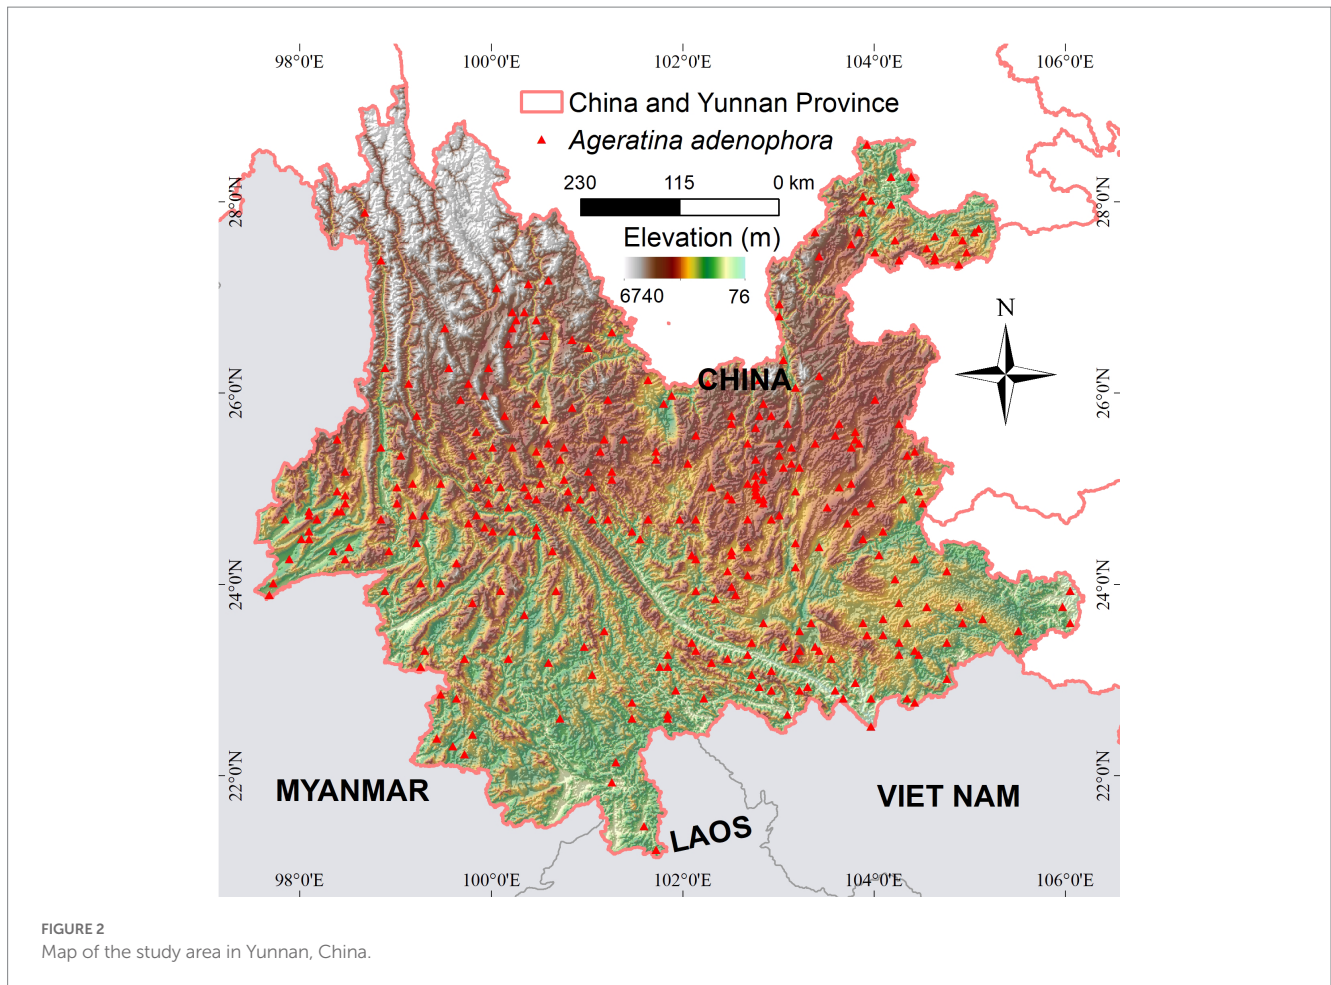 98°0'E 100°0'E 102°0'E 104°0'E 106°0'E
China and Yunnan Province
Ageratina adenophora
230 115 0 km
Elevation (m)
6740 76
28°0'N 28°0'N
N
26°0'N 26°0'N
CHINA
24°0'N 24°0'N
22°0'N 22°0'N
MYANMAR
VIET NAM
LAOS
98°0'E 100°0'E 102°0'E 104°0'E 106°0'E
FIGURE 2
Map of the study area in Yunnan, China.